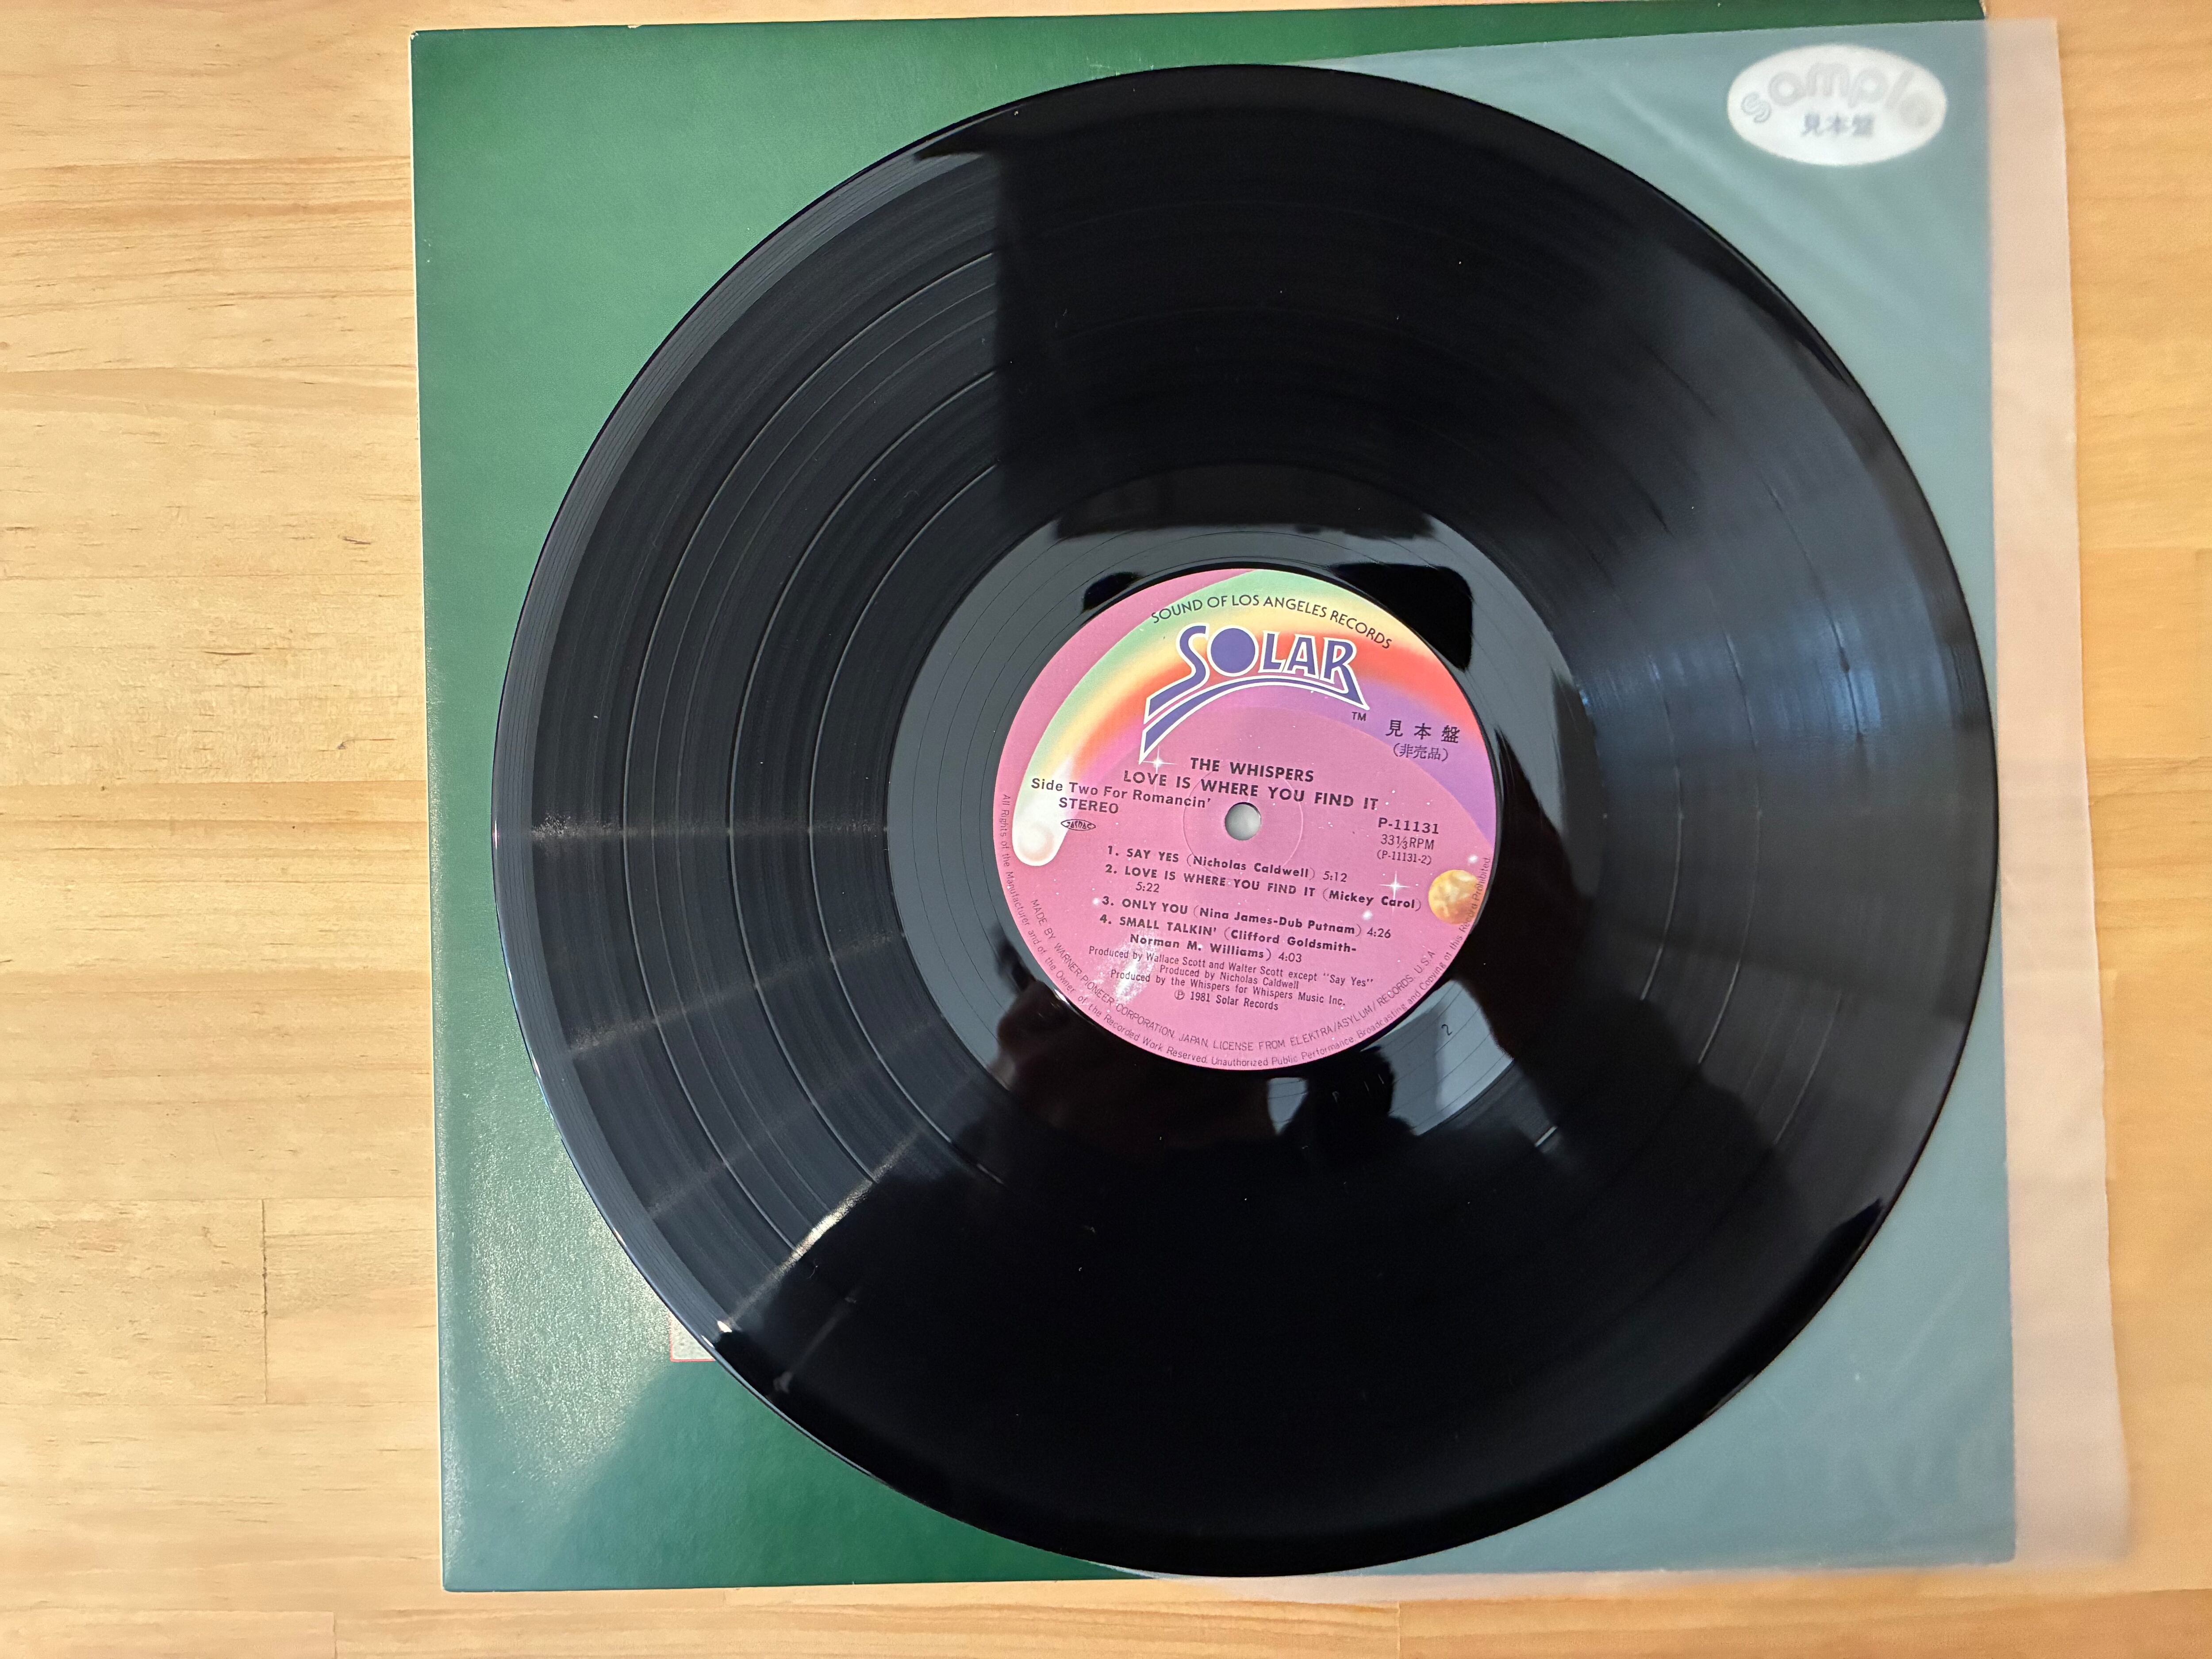 sample
見本盤
SOUND OF LOS ANGELES RECORDS
SOLAR
TM
見本盤
(非売品)
THE WHISPERS
LOVE IS WHERE YOU FIND IT
Side Two For Romancin'
STEREO
JASRAC
P-11131
33⅓RPM
(P-11131-2)
1. SAY YES (Nicholas Caldwell) 5:12
2. LOVE IS WHERE YOU FIND IT (Mickey Carol)
5:22
3. ONLY YOU (Nina James-Dub Putnam) 4:26
4. SMALL TALKIN' (Clifford Goldsmith-
Norman M. Williams) 4:03
Produced by Wallace Scott and Walter Scott except "Say Yes"
Produced by Nicholas Caldwell
Produced by the Whispers for Whispers Music Inc.
Ⓟ 1981 Solar Records
MADE BY WARNER-PIONEER CORPORATION, JAPAN, LICENSE FROM ELEKTRA/ASYLUM/RECORDS, U.S.A
All Rights of the Manufacturer and of the Owner of the Recorded Work Reserved. Unauthorized Public Performance Broadcasting and Copying of this Record Prohibited.
2